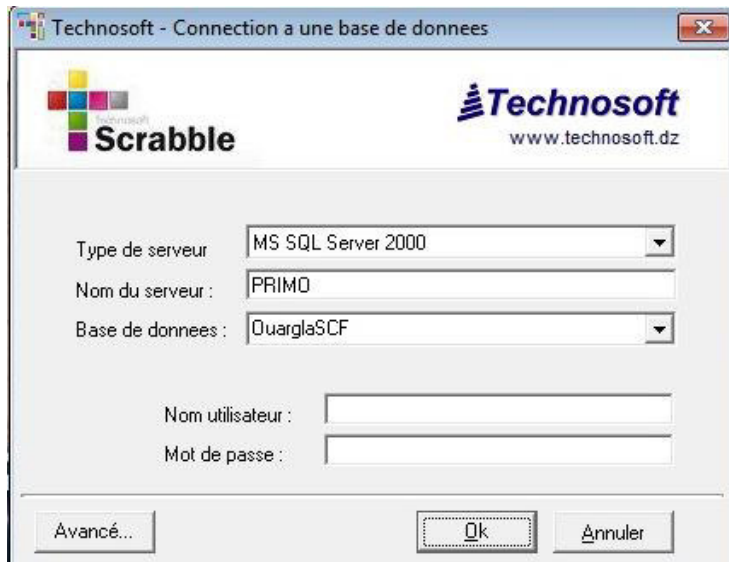 Technosoft - Connection a une base de donnees
Technosoft
Scrabble
Technosoft
www.technosoft.dz
Type de serveur
MS SQL Server 2000
Nom du serveur :
PRIMO
Base de donnees :
OuarglaSCF
Nom utilisateur :
Mot de passe :
Avancé...
Ok
Annuler